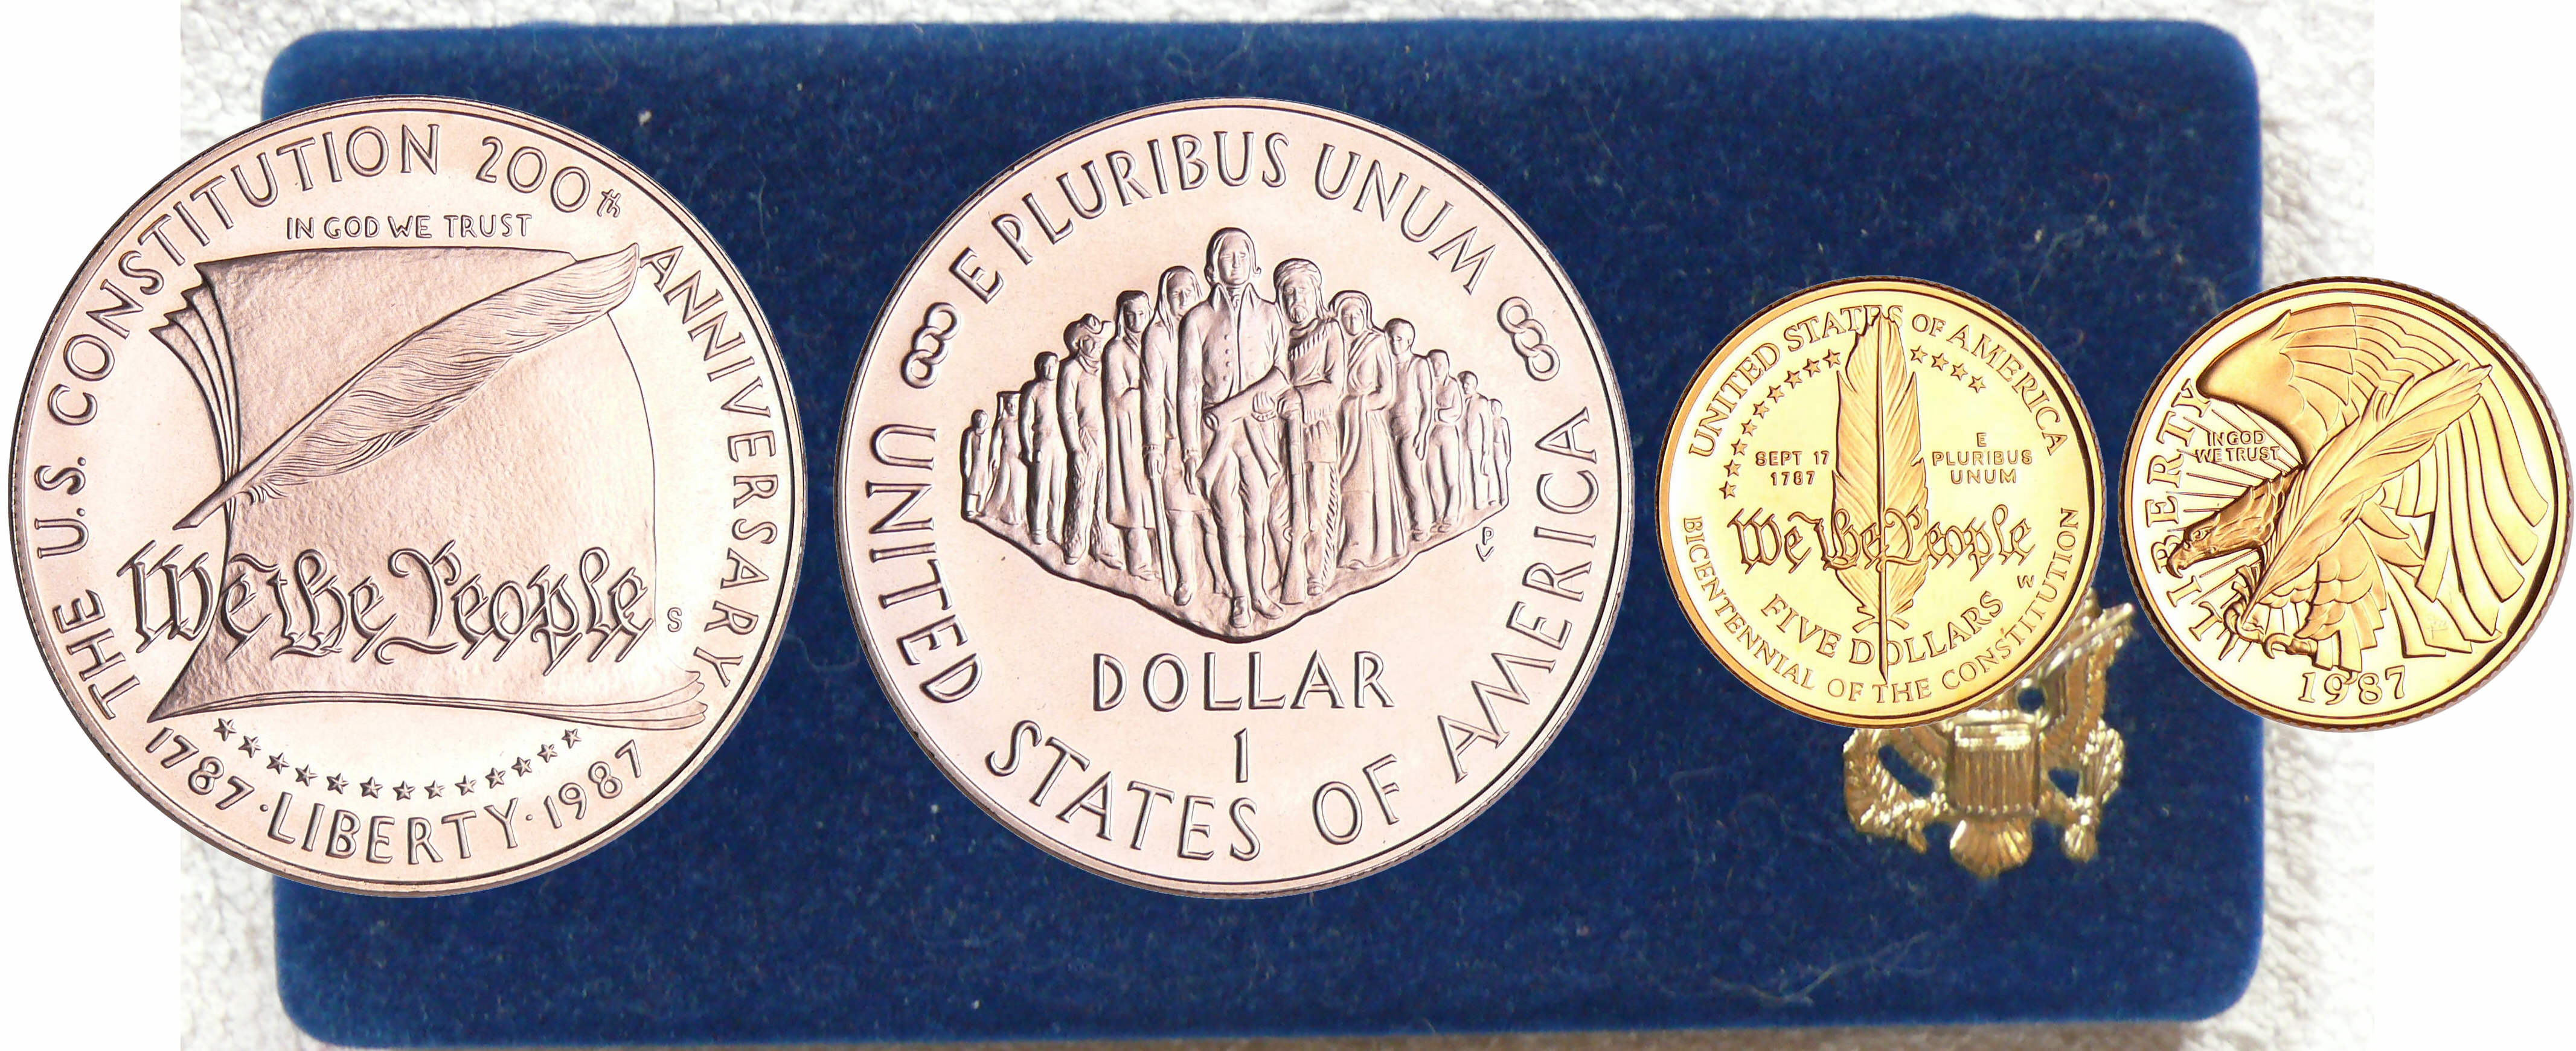 THE U.S. CONSTITUTION 200th ANNIVERSARY
IN GOD WE TRUST
We the People
S
1787 · LIBERTY · 1987
E PLURIBUS UNUM
UNITED STATES OF AMERICA
P
DOLLAR
1
UNITED STATES OF AMERICA
SEPT 17
1787
E
PLURIBUS
UNUM
We the People
W
FIVE DOLLARS
BICENTENNIAL OF THE CONSTITUTION
LIBERTY
IN GOD
WE TRUST
1987